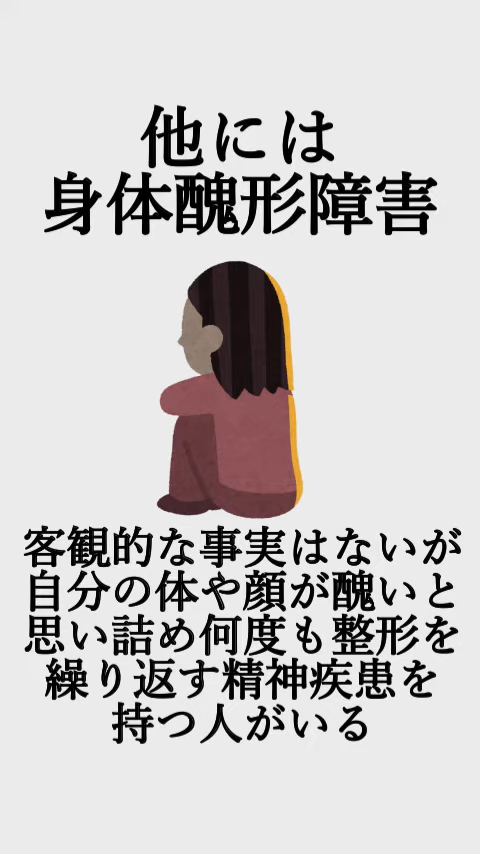 他には
身体醜形障害
客観的な事実はないが
自分の体や顔が醜いと
思い詰め何度も整形を
繰り返す精神疾患を
持つ人がいる